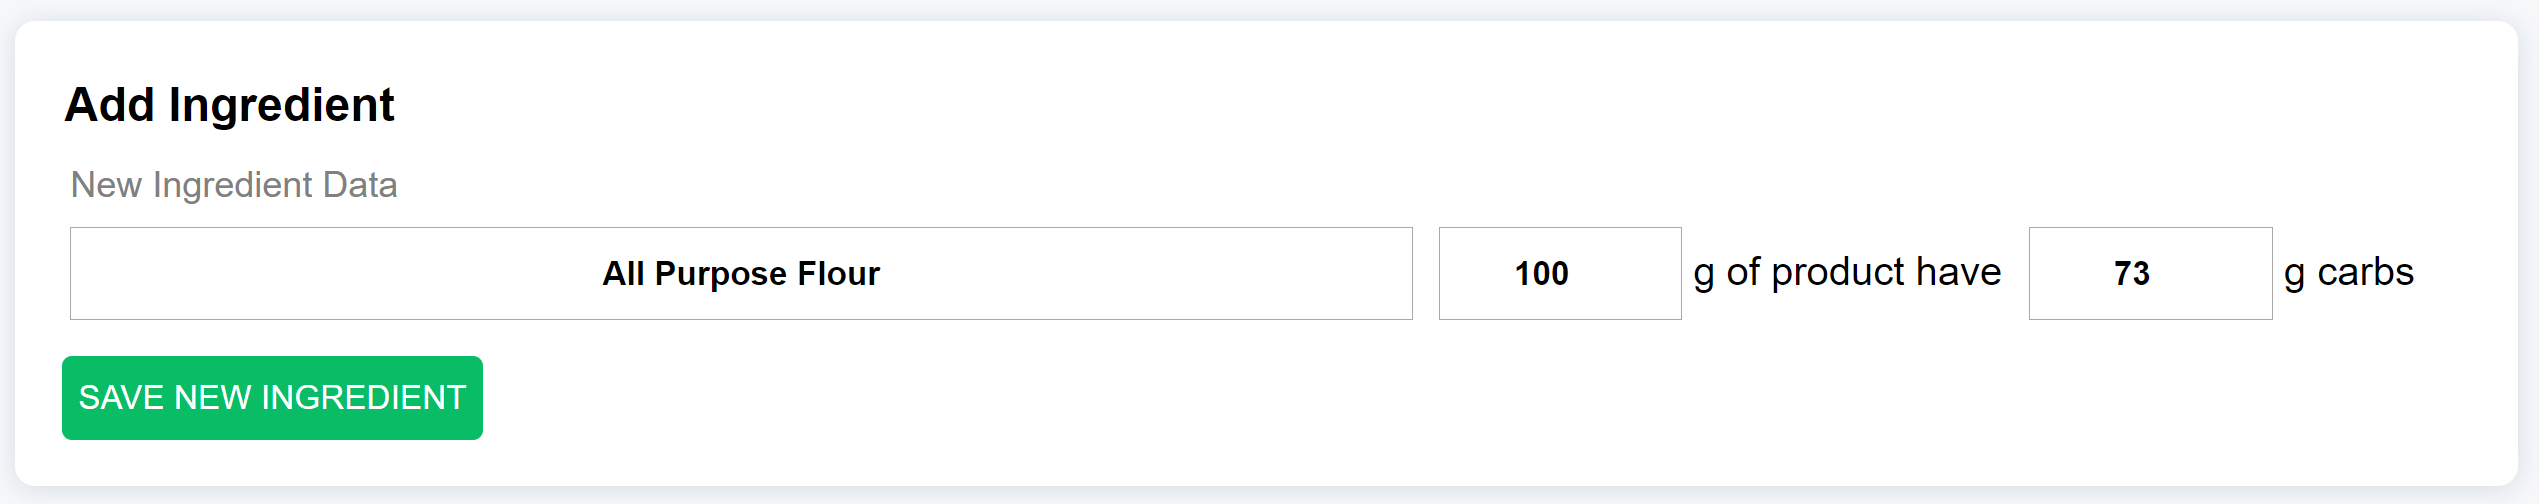 Add Ingredient
New Ingredient Data
All Purpose Flour 100 g of product have 73 g carbs
SAVE NEW INGREDIENT